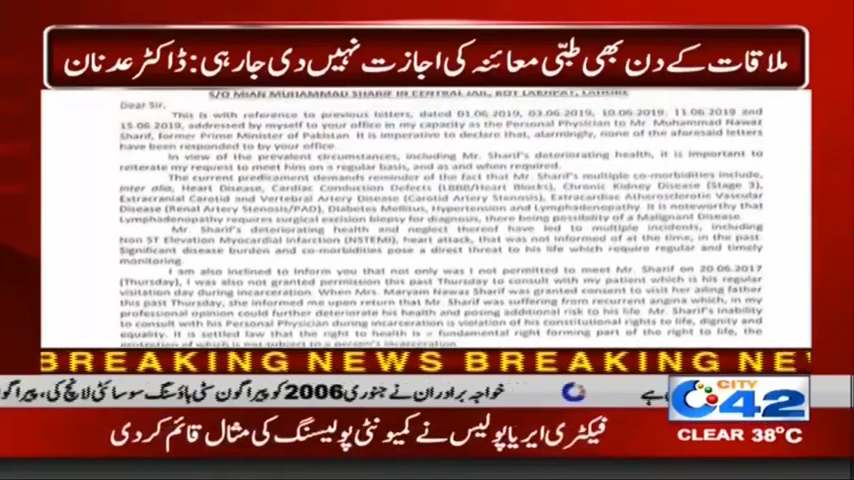 ملاقات کے دن بھی طبّی معائنہ کی اجازت نہیں دی جارہی: ڈاکٹر عدنان
S/O MIAN MUHAMMAD SHARIF IN CENTRAL JAIL, KOT LAKHPAT, LAHORE
Dear Sir,
This is with reference to previous letters, dated 01.06.2019, 03.06.2019, 10.06.2019, 11.06.2019 and
15.06.2019, addressed by myself to your office in my capacity as the Personal Physician to Mr. Muhammad Nawaz
Sharif, former Prime Minister of Pakistan. It is imperative to declare that, alarmingly, none of the aforesaid letters
have been responded to by your office.
In view of the prevalent circumstances, including Mr. Sharif's deteriorating health, it is important to
reiterate my request to meet him on a regular basis, and as and when required.
The current predicament demands reminder of the fact that Mr. Sharif's multiple co-morbidities include,
inter alia, Heart Disease, Cardiac Conduction Defects (LBBB/Heart Blocks), Chronic Kidney Disease (Stage 3),
Extracranial Carotid and Vertebral Artery Disease (Carotid Artery Stenosis), Extracardiac Atherosclerotic Vascular
Disease (Renal Artery Stenosis/PAD), Diabetes Mellitus, Hypertension and Lymphadenopathy. It is noteworthy that
Lymphadenopathy requires surgical excision biopsy for diagnosis, there being possibility of a Malignant Disease.
Mr. Sharif's deteriorating health and neglect thereof have led to multiple incidents, including
Non ST Elevation Myocardial Infarction (NSTEMI), heart attack, that was not informed of at the time, in the past.
Significant disease burden and co-morbidities pose a direct threat to his life which require regular and timely
monitoring.
I am also inclined to inform you that not only was I not permitted to meet Mr. Sharif on 20.06.2017
(Thursday), I was also not granted permission this past Thursday to consult with my patient which is his regular
visitation day during incarceration. When Mrs. Maryam Nawaz Sharif was granted consent to visit her ailing father
this past Thursday, she informed me upon return that Mr. Sharif was suffering from recurrent angina which, in my
professional opinion could further deteriorate his health and posing additional risk to his life. Mr. Sharif's inability
to consult with his Personal Physician during incarceration is violation of his constitutional rights to life, dignity and
equality. It is settled law that the right to health is a fundamental right forming part of the right to life, the
protection of which is not subject to a person's incarceration.
BREAKING NEWS BREAKING NEW
ہے خواجہ برادران نے جنوری 2006 کو پیراگون سٹی ہاؤسنگ سوسائٹی لانچ کی، پیراگو
CITY
42
فیکٹری ایریا پولیس نے کمیونٹی پولیسنگ کی مثال قائم کردی
CLEAR 38°C